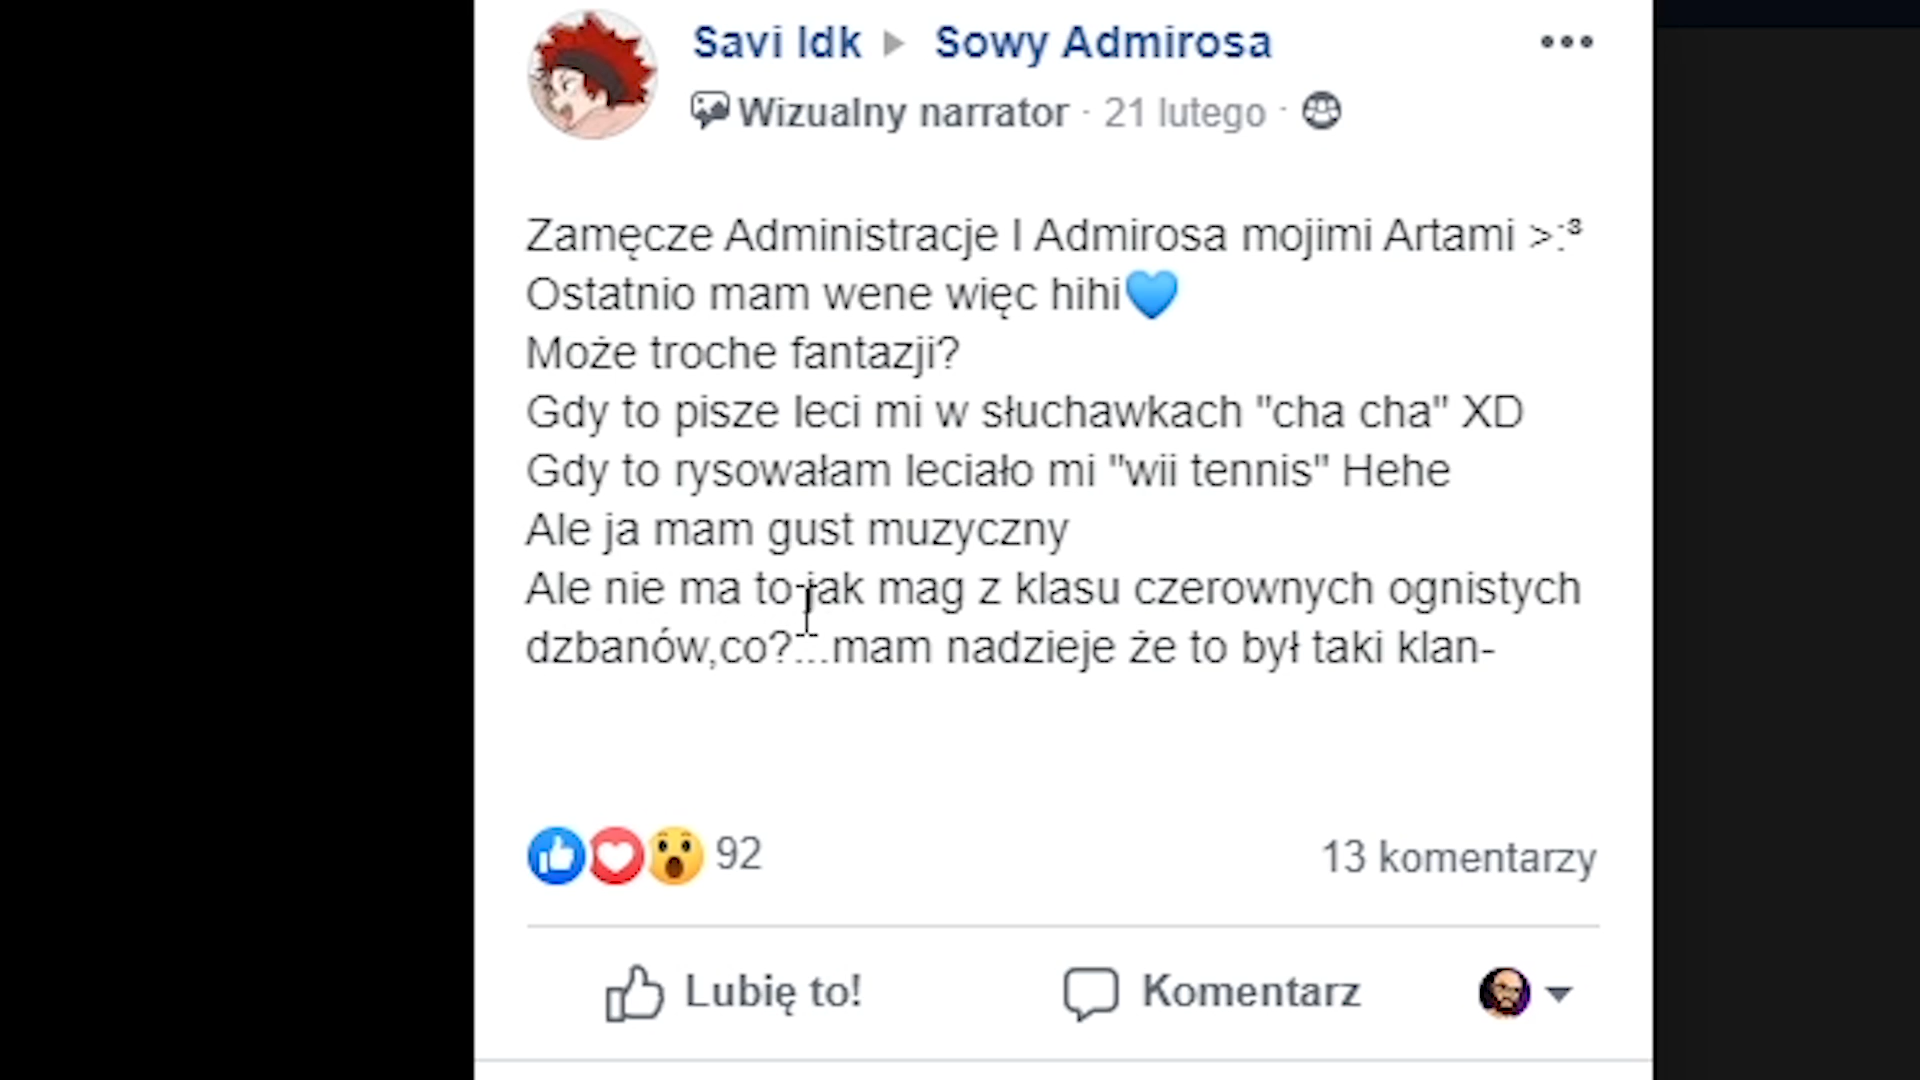 Savi Idk ▸ Sowy Admirosa
Wizualny narrator · 21 lutego ·
Zamęcze Administracje I Admirosa mojimi Artami >:³
Ostatnio mam wene więc hihi💙
Może troche fantazji?
Gdy to pisze leci mi w słuchawkach "cha cha" XD
Gdy to rysowałam leciało mi "wii tennis" Hehe
Ale ja mam gust muzyczny
Ale nie ma to jak mag z klasu czerownych ognistych
dzbanów,co?...mam nadzieje że to był taki klan-
92
13 komentarzy
Lubię to!
Komentarz